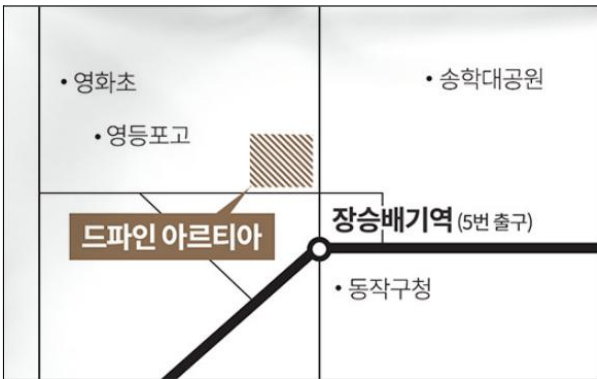 • 영화초
• 송학대공원
• 영등포고
드파인 아르티아
장승배기역 (5번 출구)
• 동작구청